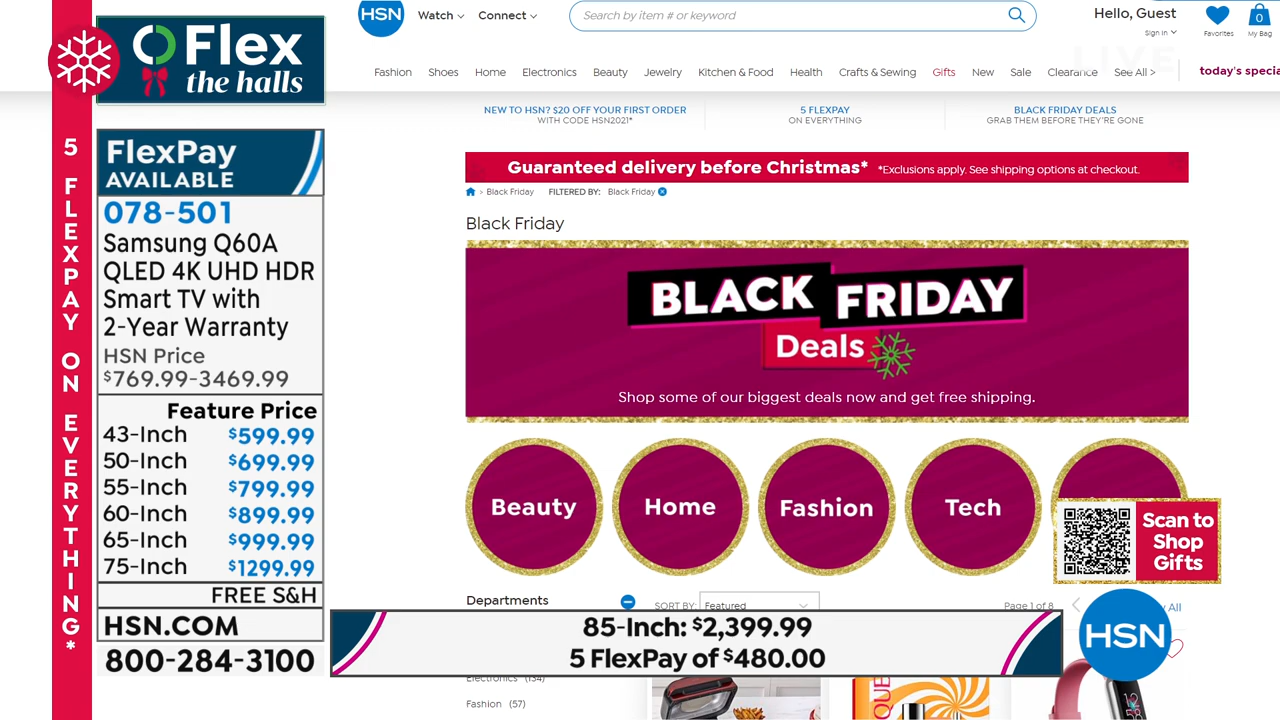 Flex
the halls
5 FLEXPAY ON EVERYTHING*
FlexPay
AVAILABLE
078-501
Samsung Q60A
QLED 4K UHD HDR
Smart TV with
2-Year Warranty
HSN Price
$769.99-3469.99
Feature Price
43-Inch $599.99
50-Inch $699.99
55-Inch $799.99
60-Inch $899.99
65-Inch $999.99
75-Inch $1299.99
FREE S&H
HSN.COM
800-284-3100
HSN
Watch
Connect
Search by item # or keyword
Hello, Guest
Sign In
Favorites
0
My Bag
LIVE
Fashion Shoes Home Electronics Beauty Jewelry Kitchen & Food Health Crafts & Sewing Gifts New Sale Clearance See All >
today's specia
NEW TO HSN? $20 OFF YOUR FIRST ORDER
WITH CODE HSN2021*
5 FLEXPAY
ON EVERYTHING
BLACK FRIDAY DEALS
GRAB THEM BEFORE THEY'RE GONE
Guaranteed delivery before Christmas* *Exclusions apply. See shipping options at checkout.
> Black Friday FILTERED BY: Black Friday
Black Friday
BLACK FRIDAY
Deals
Shop some of our biggest deals now and get free shipping.
Beauty
Home
Fashion
Tech
Scan to
Shop
Gifts
Departments
SORT BY: Featured
Page 1 of 8
All
85-Inch: $2,399.99
5 FlexPay of $480.00
HSN
Electronics (134)
Fashion (57)